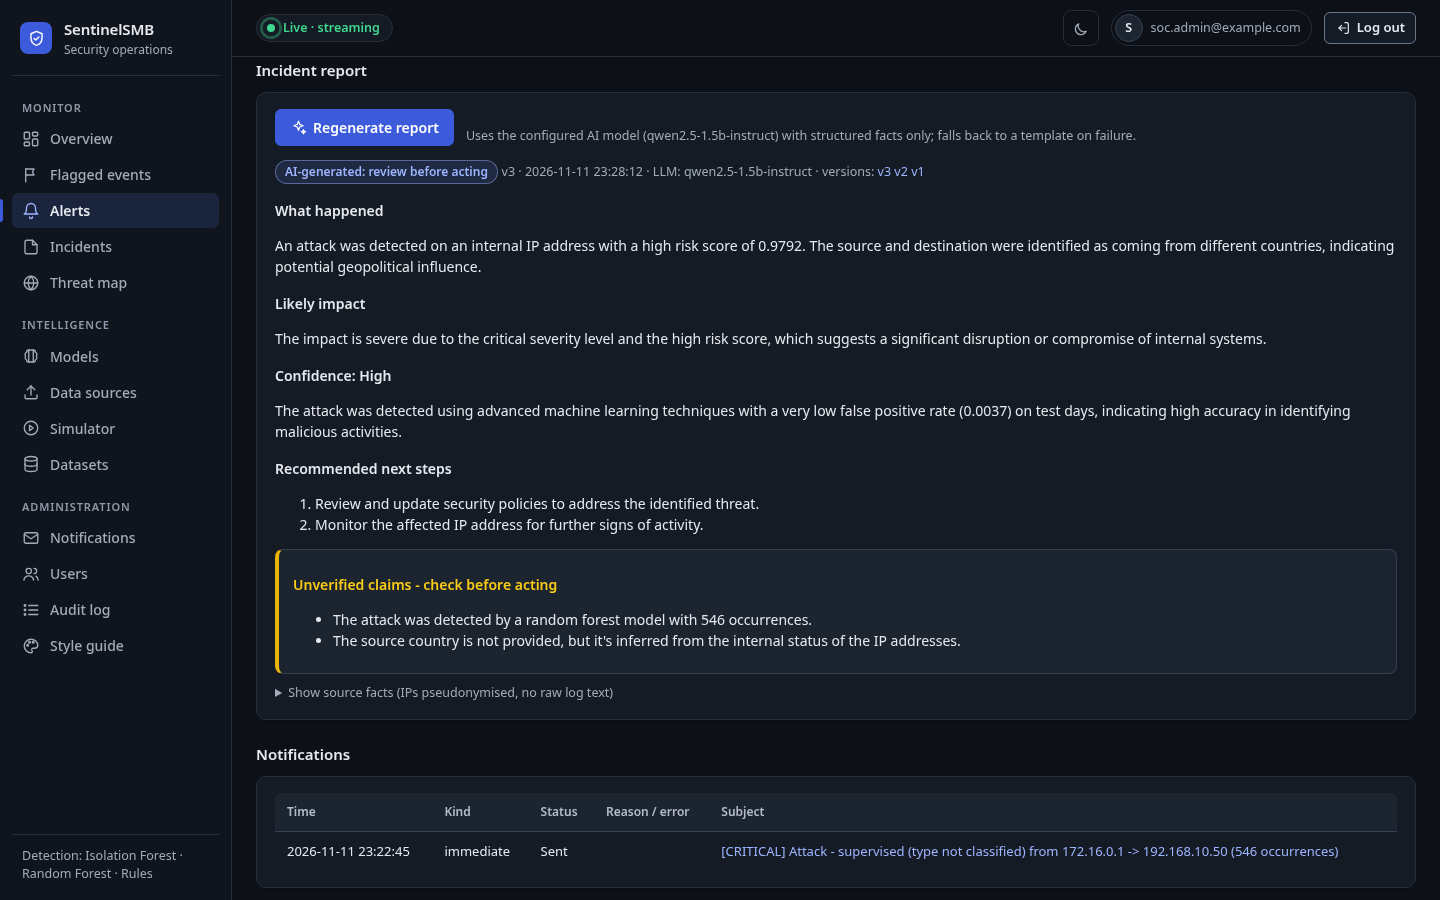 SentinelSMB
Security operations
MONITOR
Overview
Flagged events
Alerts
Incidents
Threat map
INTELLIGENCE
Models
Data sources
Simulator
Datasets
ADMINISTRATION
Notifications
Users
Audit log
Style guide
Detection: Isolation Forest ·
Random Forest · Rules
Live · streaming
S
soc.admin@example.com
Log out
Incident report
Regenerate report
Uses the configured AI model (qwen2.5-1.5b-instruct) with structured facts only; falls back to a template on failure.
AI-generated: review before acting v3 · 2026-11-11 23:28:12 · LLM: qwen2.5-1.5b-instruct · versions: v3 v2 v1
What happened
An attack was detected on an internal IP address with a high risk score of 0.9792. The source and destination were identified as coming from different countries, indicating
potential geopolitical influence.
Likely impact
The impact is severe due to the critical severity level and the high risk score, which suggests a significant disruption or compromise of internal systems.
Confidence: High
The attack was detected using advanced machine learning techniques with a very low false positive rate (0.0037) on test days, indicating high accuracy in identifying
malicious activities.
Recommended next steps
1. Review and update security policies to address the identified threat.
2. Monitor the affected IP address for further signs of activity.
Unverified claims - check before acting
• The attack was detected by a random forest model with 546 occurrences.
• The source country is not provided, but it's inferred from the internal status of the IP addresses.
Show source facts (IPs pseudonymised, no raw log text)
Notifications
Time Kind Status Reason / error Subject
2026-11-11 23:22:45 immediate Sent [CRITICAL] Attack - supervised (type not classified) from 172.16.0.1 -> 192.168.10.50 (546 occurrences)